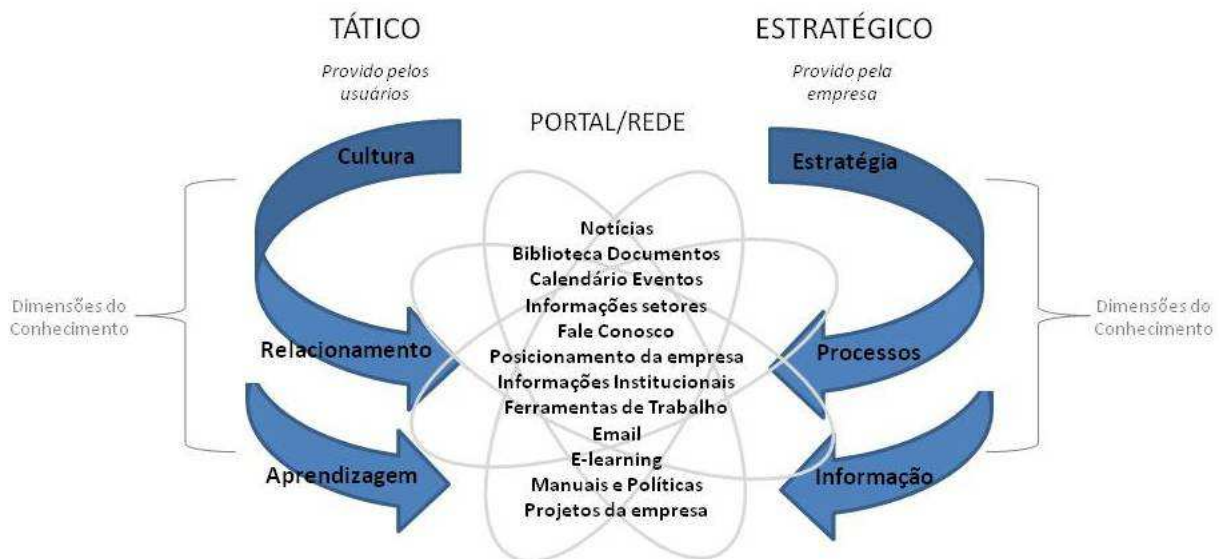 TÁTICO
Provido pelos
usuários
ESTRATÉGICO
Provido pela
empresa
PORTAL/REDE
Cultura
Relacionamento
Aprendizagem
Dimensões do
Conhecimento
Notícias
Biblioteca Documentos
Calendário Eventos
Informações setores
Fale Conosco
Posicionamento da empresa
Informações Institucionais
Ferramentas de Trabalho
Email
E-learning
Manuais e Políticas
Projetos da empresa
Estratégia
Processos
Informação
Dimensões do
Conhecimento